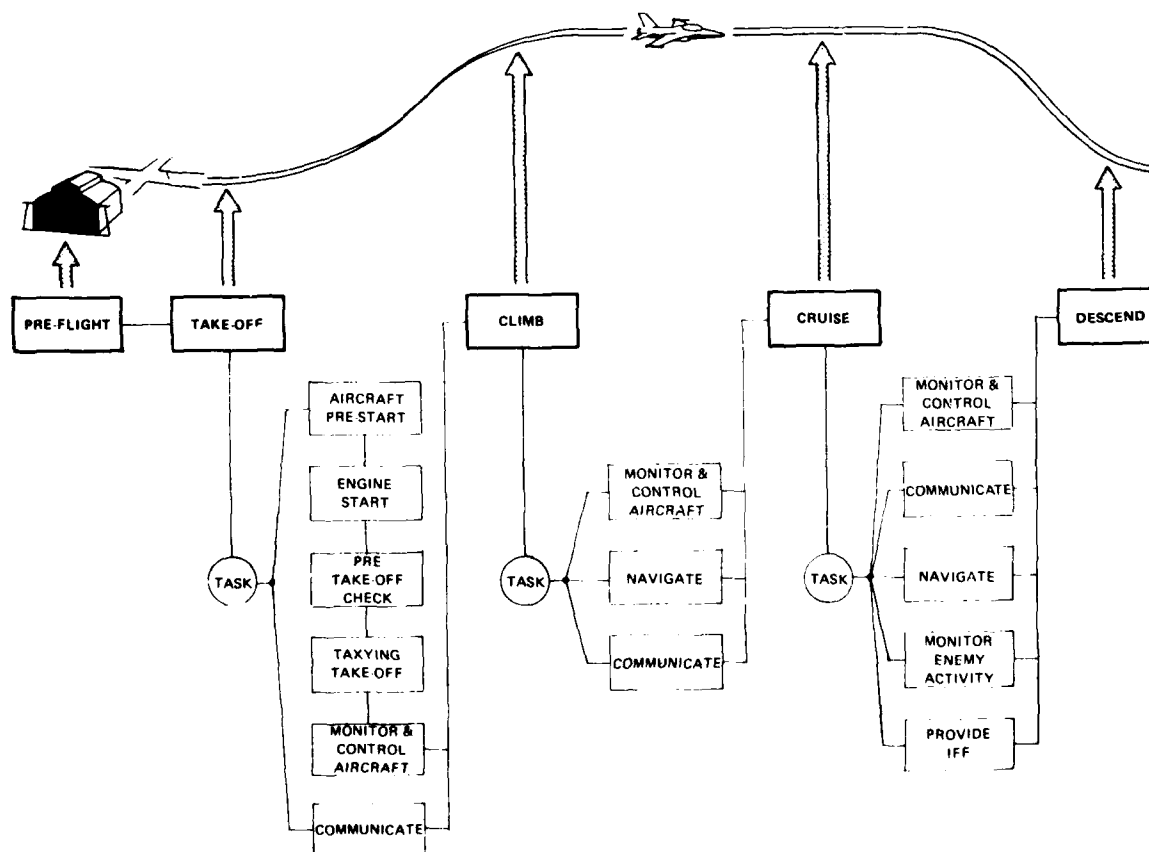 PRE-FLIGHT
TAKE-OFF
CLIMB
CRUISE
DESCEND
TASK
AIRCRAFT
PRE-START
ENGINE
START
PRE
TAKE-OFF
CHECK
TAXYING
TAKE-OFF
MONITOR &
CONTROL
AIRCRAFT
COMMUNICATE
TASK
MONITOR &
CONTROL
AIRCRAFT
NAVIGATE
COMMUNICATE
TASK
MONITOR &
CONTROL
AIRCRAFT
COMMUNICATE
NAVIGATE
MONITOR
ENEMY
ACTIVITY
PROVIDE
IFF